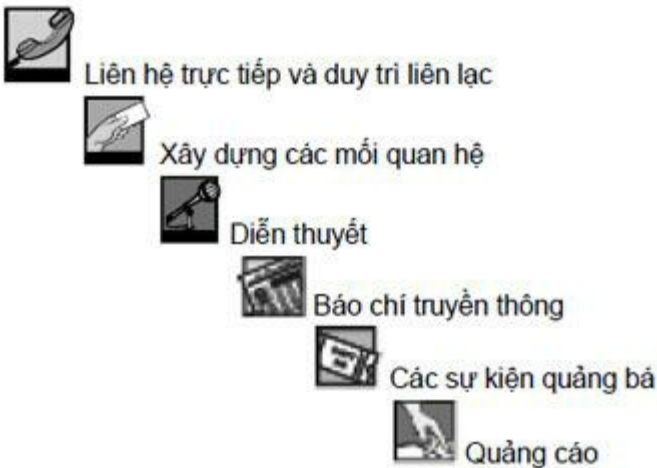 Liên hệ trực tiếp và duy trì liên lạc
Xây dựng các mối quan hệ
Diễn thuyết
Báo chí truyền thông
Các sự kiện quảng bá
Quảng cáo